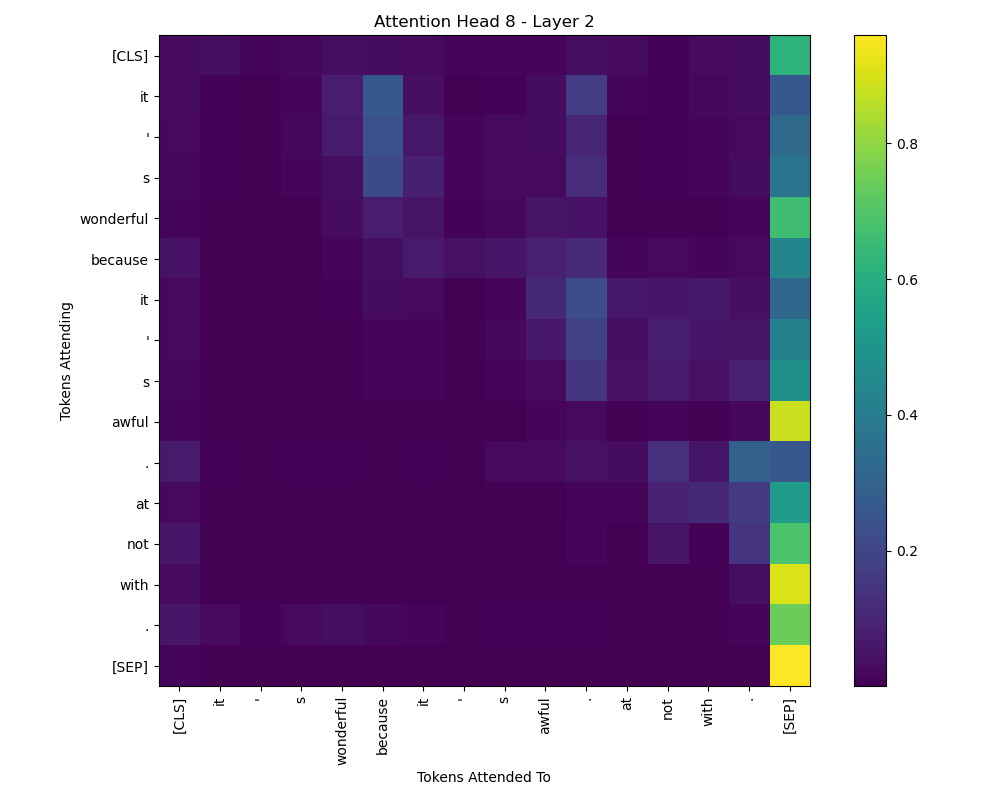 Attention Head 8 - Layer 2
Tokens Attending
[CLS]
it
'
s
wonderful
because
it
'
s
awful
.
at
not
with
.
[SEP]
[CLS]
it
'
s
wonderful
because
it
'
s
awful
.
at
not
with
.
[SEP]
Tokens Attended To
0.8
0.6
0.4
0.2